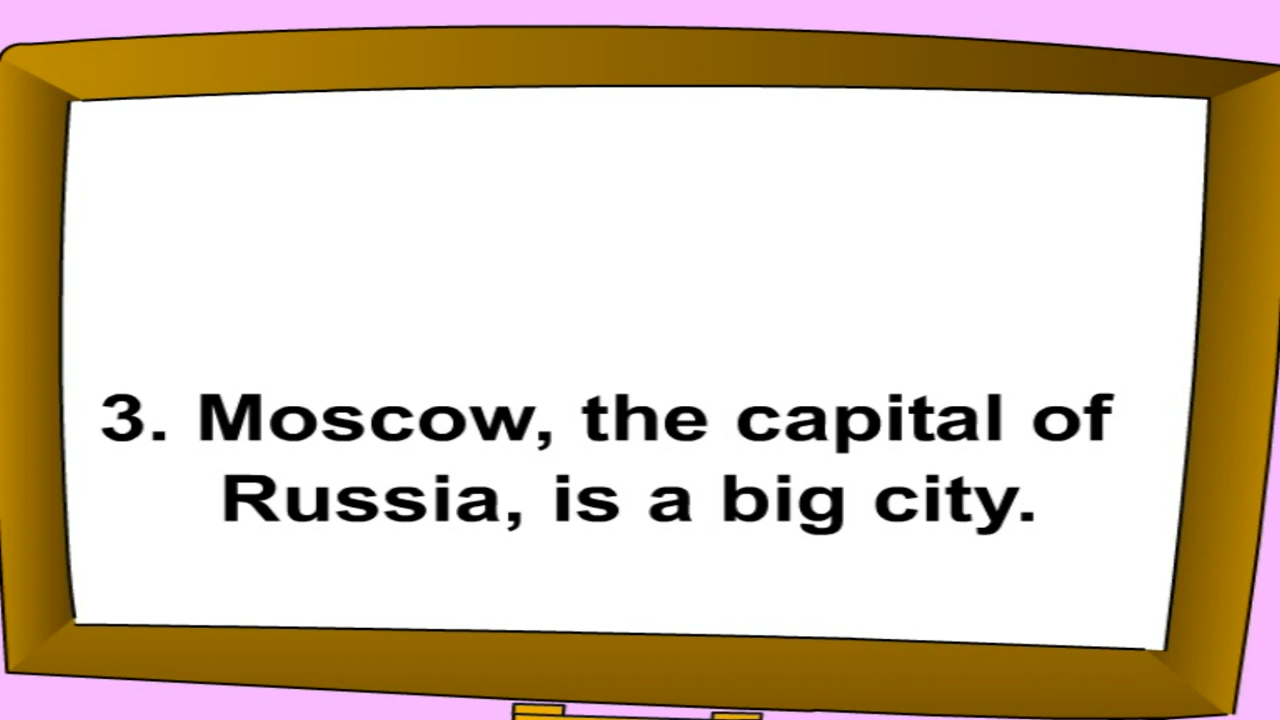 3. Moscow, the capital of
Russia, is a big city.